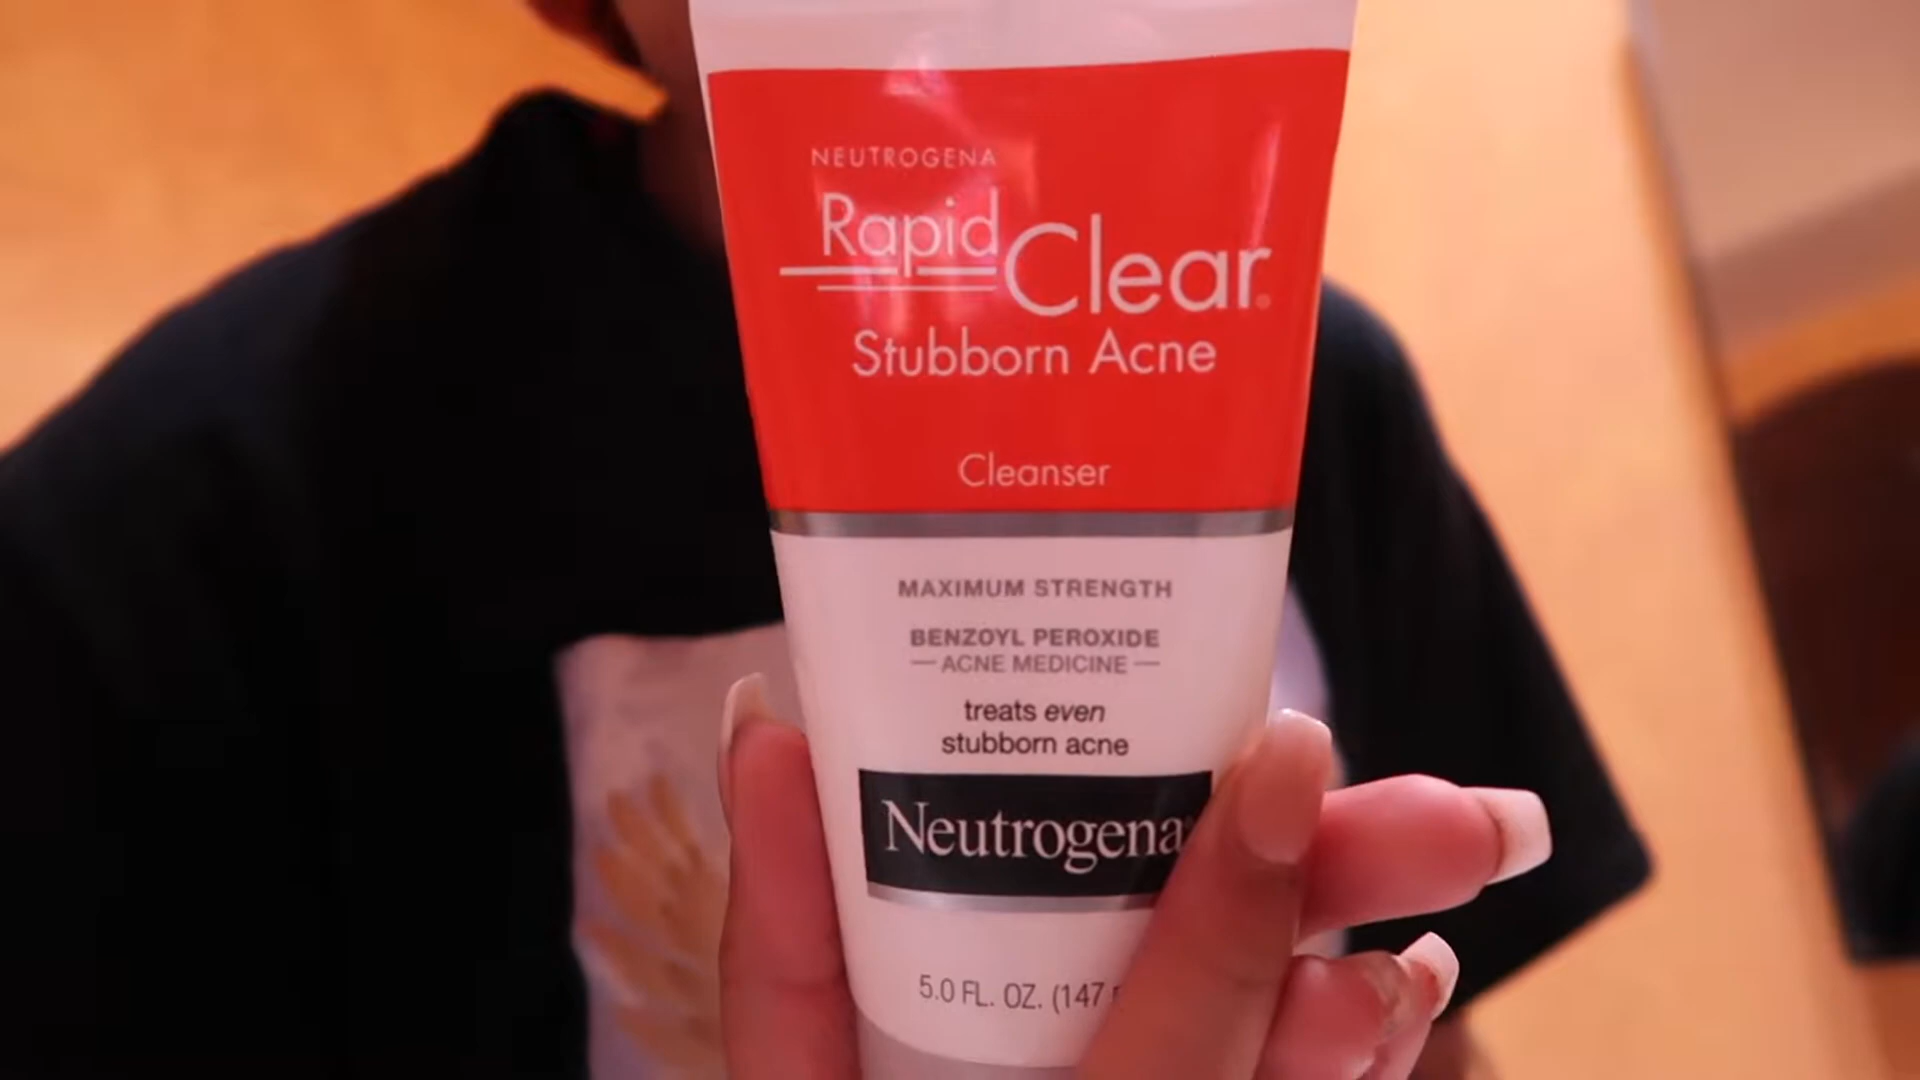 NEUTROGENA
Rapid Clear®
Stubborn Acne
Cleanser
MAXIMUM STRENGTH
BENZOYL PEROXIDE
— ACNE MEDICINE —
treats even
stubborn acne
Neutrogena
5.0 FL. OZ. (147